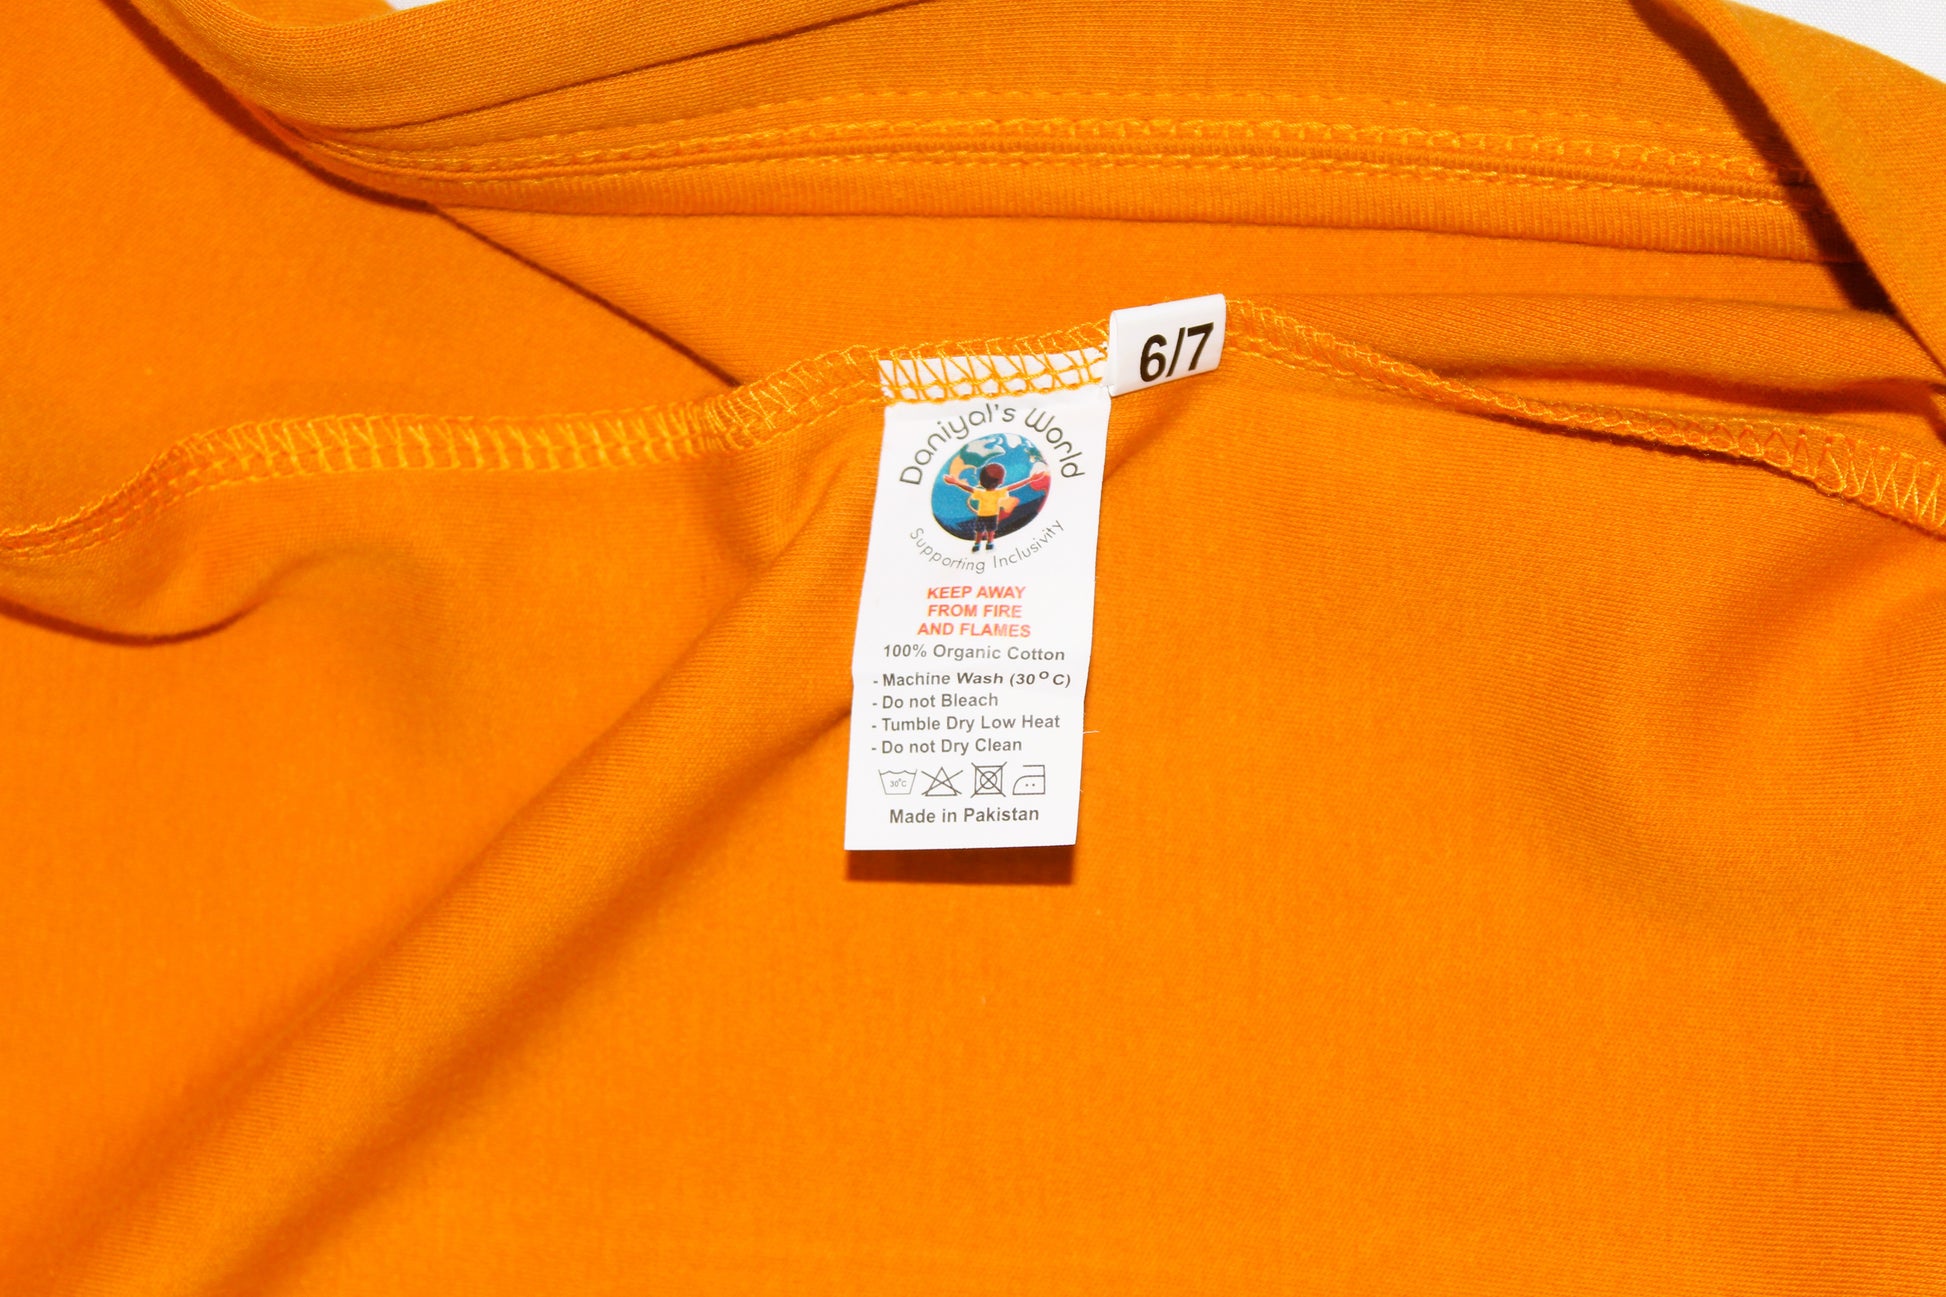 6/7
Daniyal's World
Supporting Inclusivity
KEEP AWAY
FROM FIRE
AND FLAMES
100% Organic Cotton
- Machine Wash (30°C)
- Do not Bleach
- Tumble Dry Low Heat
- Do not Dry Clean
30°C
Made in Pakistan